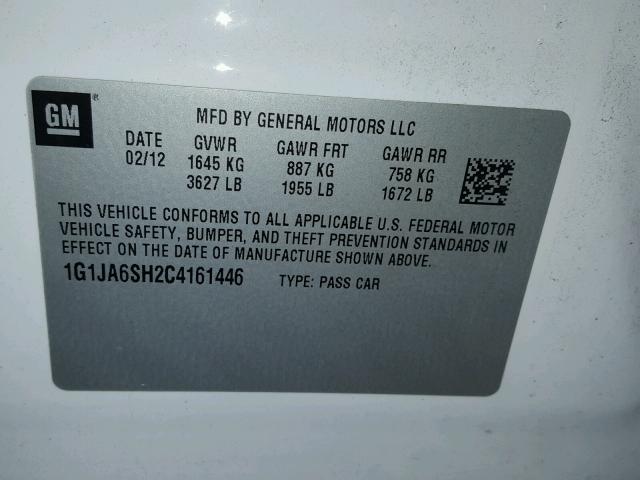 GM®
MFD BY GENERAL MOTORS LLC
DATE GVWR GAWR FRT GAWR RR
02/12 1645 KG 887 KG 758 KG
3627 LB 1955 LB 1672 LB
THIS VEHICLE CONFORMS TO ALL APPLICABLE U.S. FEDERAL MOTOR
VEHICLE SAFETY, BUMPER, AND THEFT PREVENTION STANDARDS IN
EFFECT ON THE DATE OF MANUFACTURE SHOWN ABOVE.
1G1JA6SH2C4161446 TYPE: PASS CAR